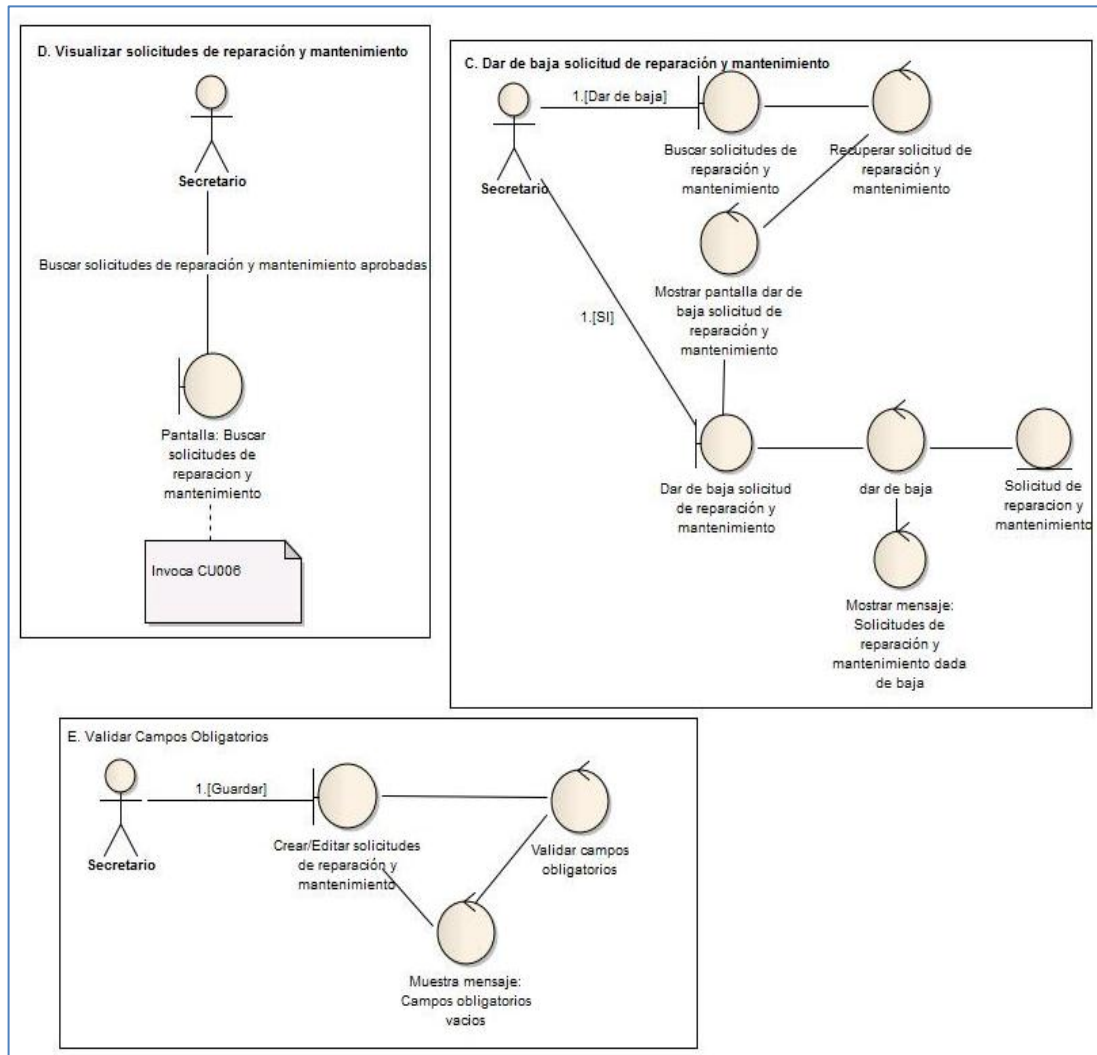 D. Visualizar solicitudes de reparación y mantenimiento
Secretario
Buscar solicitudes de reparación y mantenimiento aprobadas
Pantalla: Buscar
solicitudes de
reparacion y
mantenimiento
Invoca CU006
C. Dar de baja solicitud de reparación y mantenimiento
1.[Dar de baja]
Secretario
Buscar solicitudes de
reparación y
mantenimiento
Recuperar solicitud de
reparación y
mantenimiento
Mostrar pantalla dar de
baja solicitud de
reparación y
mantenimiento
1.[SI]
Dar de baja solicitud
de reparación y
mantenimiento
dar de baja
Solicitud de
reparacion y
mantenimiento
Mostrar mensaje:
Solicitudes de
reparación y
mantenimiento dada
de baja
E. Validar Campos Obligatorios
1.[Guardar]
Secretario
Crear/Editar solicitudes
de reparación y
mantenimiento
Validar campos
obligatorios
Muestra mensaje:
Campos obligatorios
vacios